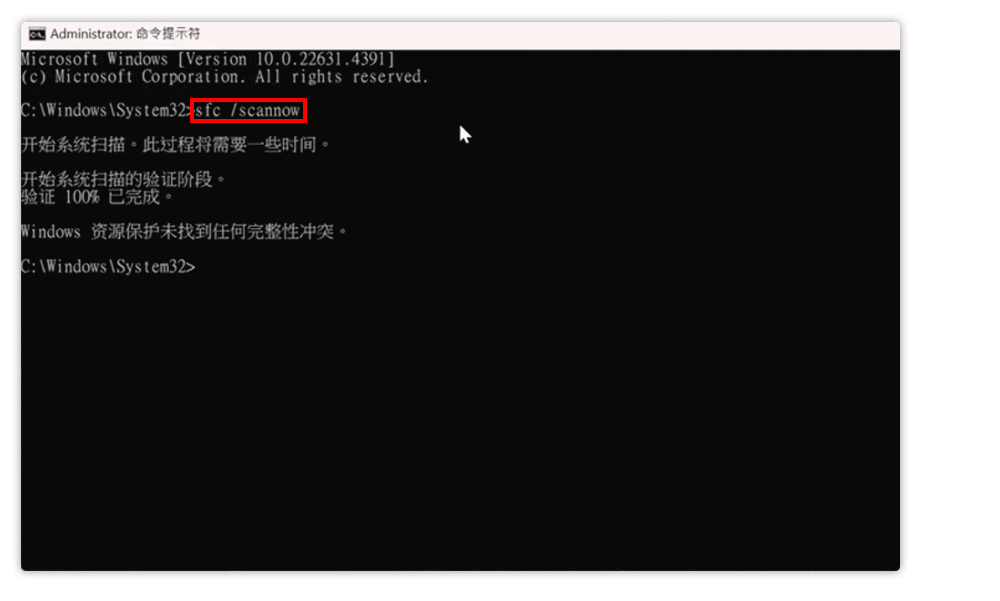 Administrator: 命令提示符
Microsoft Windows [Version 10.0.22631.4391]
(c) Microsoft Corporation. All rights reserved.
C:\Windows\System32>sfc /scannow
开始系统扫描。此过程将需要一些时间。
开始系统扫描的验证阶段。
验证 100% 已完成。
Windows 资源保护未找到任何完整性冲突。
C:\Windows\System32>